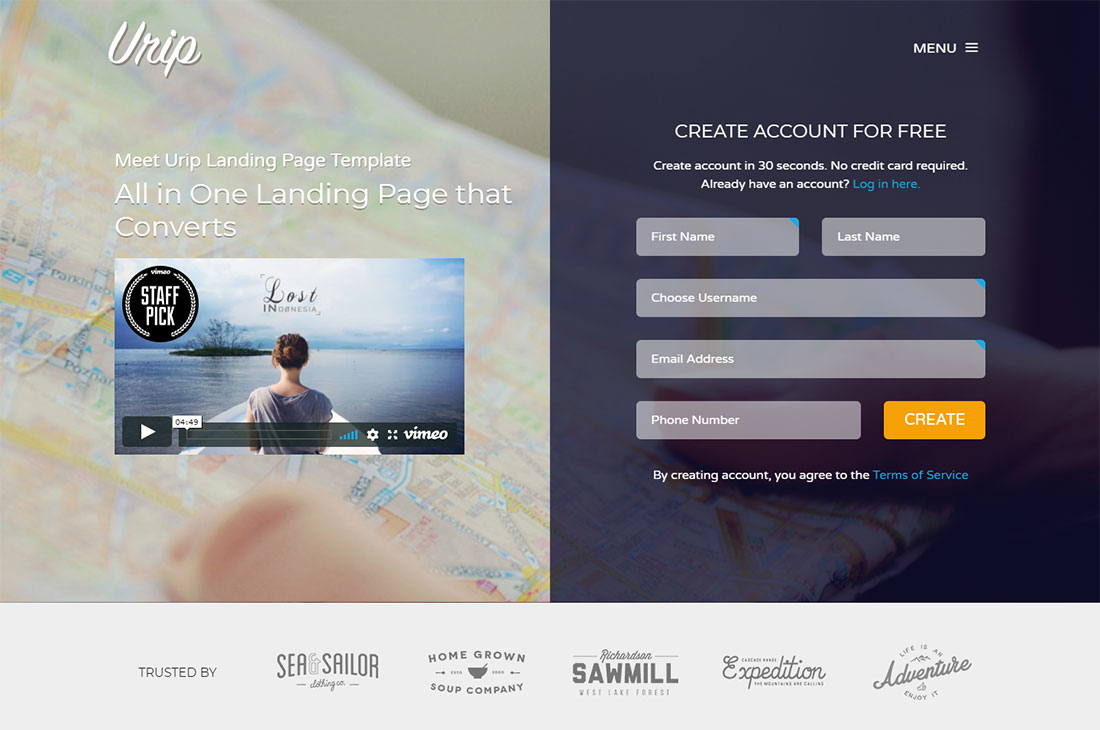 Urip
MENU
Meet Urip Landing Page Template
All in One Landing Page that
Converts
vimeo
STAFF
PICK
Lost
INDONESIA
04:49
vimeo
CREATE ACCOUNT FOR FREE
Create account in 30 seconds. No credit card required.
Already have an account? Log in here.
First Name
Last Name
Choose Username
Email Address
Phone Number
CREATE
By creating account, you agree to the Terms of Service
TRUSTED BY
SEA & SAILOR
clothing co.
HOME GROWN
ESTD 2000
SOUP COMPANY
Richardson
SAWMILL
WEST LAKE FOREST
CASCADE RANGE
Expedition
THE MOUNTAINS ARE CALLING
LIFE IS AN
Adventure
ENJOY IT